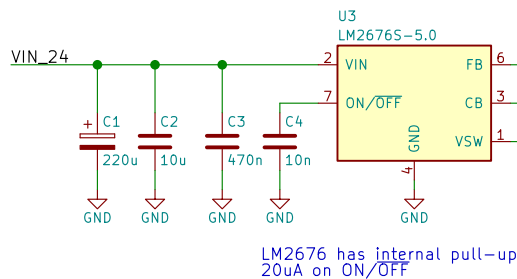 U3
LM2676S-5.0
VIN_24
2 VIN FB 6
7 ON/OFF CB 3
VSW 1
GND
4
C1 C2 C3 C4
+
220u 10u 470n 10n
GND GND GND GND GND
LM2676 has internal pull-up
20uA on ON/OFF